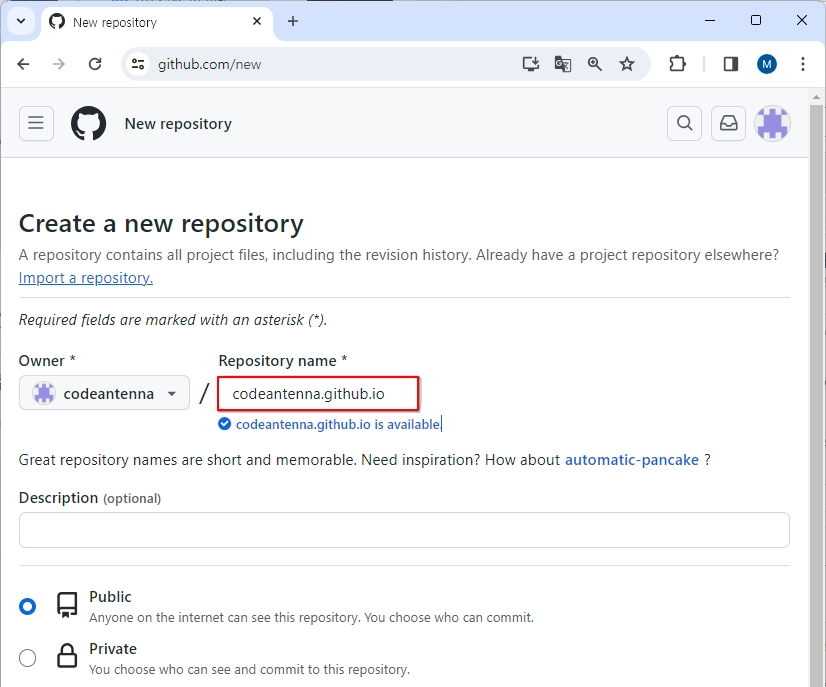 New repository
github.com/new
M
New repository
Create a new repository
A repository contains all project files, including the revision history. Already have a project repository elsewhere?
Import a repository.
Required fields are marked with an asterisk (*).
Owner * Repository name *
codeantenna / codeantenna.github.io
codeantenna.github.io is available
Great repository names are short and memorable. Need inspiration? How about automatic-pancake ?
Description (optional)
Public
Anyone on the internet can see this repository. You choose who can commit.
Private
You choose who can see and commit to this repository.